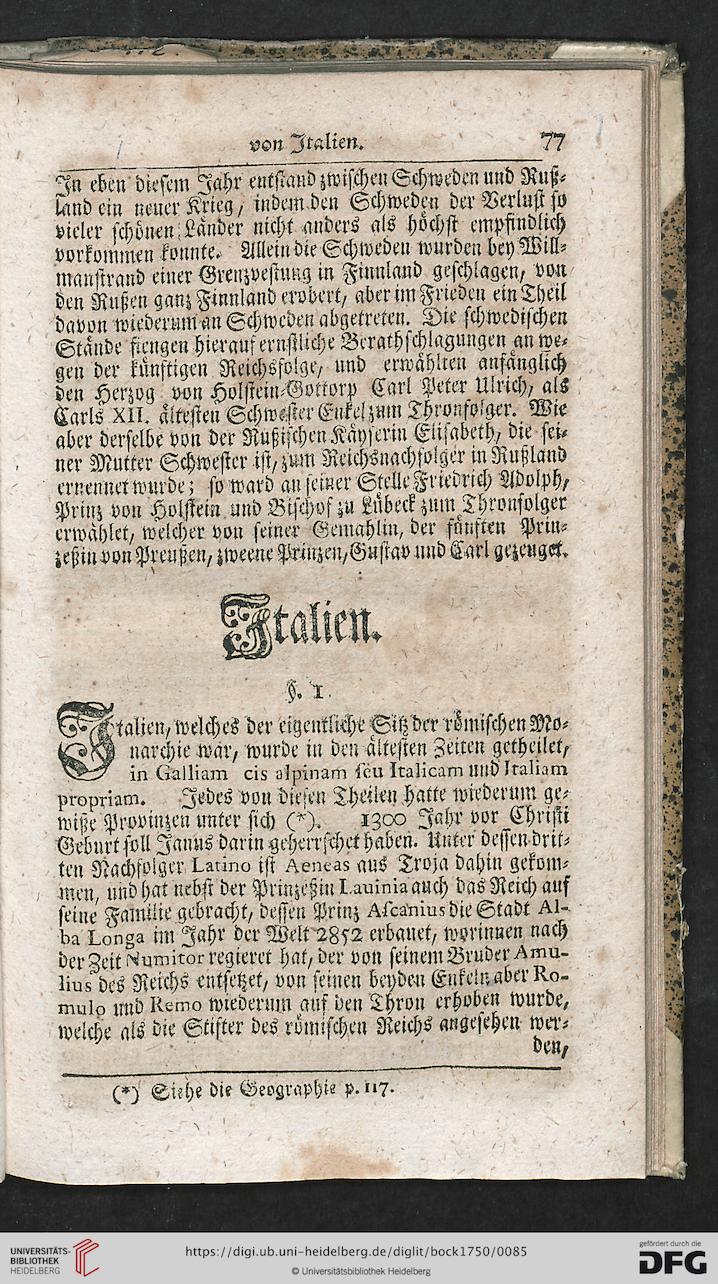 von Italien. 77
In eben diesem Jahr entstand zwischen Schweden und Ruß-
land ein neuer Krieg, indem den Schweden der Verlust so
vieler schönen Länder nicht anders als höchst empfindlich
vorkommen konnte. Allein die Schweden wurden bey Will-
manstrand einer Grenzvestung in Finnland geschlagen, von
den Rußen ganz Finnland erobert, aber im Frieden ein Theil
davon wiederum an Schweden abgetreten. Die schwedischen
Stände fiengen hierauf ernstliche Berathschlagungen an we-
gen der künftigen Reichsfolge, und erwählten anfänglich
den Herzog von Holstein-Gottorp Carl Peter Ulrich, als
Carls XII. ältesten Schwester Enkel zum Thronfolger. Wie
aber derselbe von der Rußischen Käyserin Elisabeth, die sei-
ner Mutter Schwester ist, zum Reichsnachfolger in Rußland
ernennet wurde; so ward an seiner Stelle Friedrich Adolph,
Prinz von Holstein und Bischof zu Lübeck zum Thronfolger
erwählet, welcher von seiner Gemahlin, der fünften Prin-
zeßin von Preußen, zweene Prinzen, Gustav und Carl gezeuget.
Italien.
§. 1.
Italien, welches der eigentliche Sitz der römischen Mo-
narchie war, wurde in den ältesten Zeiten getheilet,
in Galliam cis alpinam seu Italicam und Italiam
propriam. Jedes von diesen Theilen hatte wiederum ge-
wiße Provinzen unter sich (*). 1300 Jahr vor Christi
Geburt soll Janus darin geherrschet haben. Unter dessen drit-
ten Nachfolger Latino ist Aeneas aus Troja dahin gekom-
men, und hat nebst der Prinzeßin Lauinia auch das Reich auf
seine Familie gebracht, dessen Prinz Ascanius die Stadt Al-
ba Longa im Jahr der Welt 2852 erbauet, worinnen nach
der Zeit Numitor regieret hat, der von seinem Bruder Amu-
lius des Reichs entsetzet, von seinen beyden Enkeln aber Ro-
mulo und Remo wiederum auf den Thron erhoben wurde,
welche als die Stifter des römischen Reichs angesehen wer-
den,
(*) Siehe die Geographie p. 117.
UNIVERSITÄTS-
BIBLIOTHEK
HEIDELBERG
https://digi.ub.uni-heidelberg.de/diglit/bock1750/0085
© Universitätsbibliothek Heidelberg
gefördert durch die
DFG